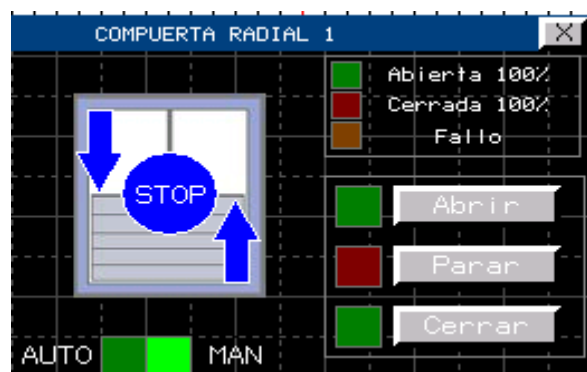 COMPUERTA RADIAL 1
X
Abierta 100%
Cerrada 100%
Fallo
STOP
Abrir
Parar
Cerrar
AUTO MAN